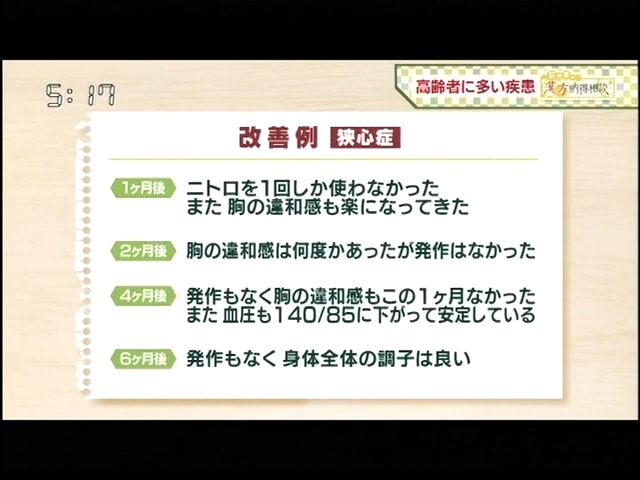 5:17
高齢者に多い疾患
漢方納得相談
改善例 狭心症
1ヶ月後 ニトロを1回しか使わなかった
また 胸の違和感も楽になってきた
2ヶ月後 胸の違和感は何度かあったが発作はなかった
4ヶ月後 発作もなく胸の違和感もこの1ヶ月なかった
また 血圧も140/85に下がって安定している
6ヶ月後 発作もなく 身体全体の調子は良い